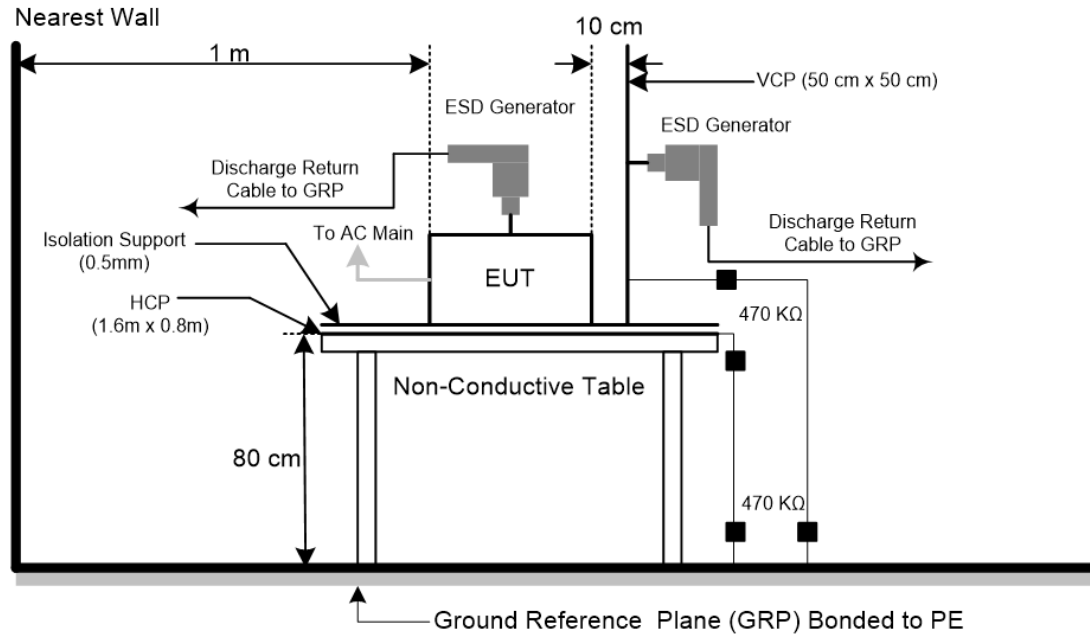 Nearest Wall
1 m
10 cm
VCP (50 cm x 50 cm)
ESD Generator
ESD Generator
Discharge Return
Cable to GRP
Discharge Return
Cable to GRP
To AC Main
Isolation Support
(0.5mm)
EUT
HCP
(1.6m x 0.8m)
470 KΩ
Non-Conductive Table
80 cm
470 KΩ
Ground Reference Plane (GRP) Bonded to PE